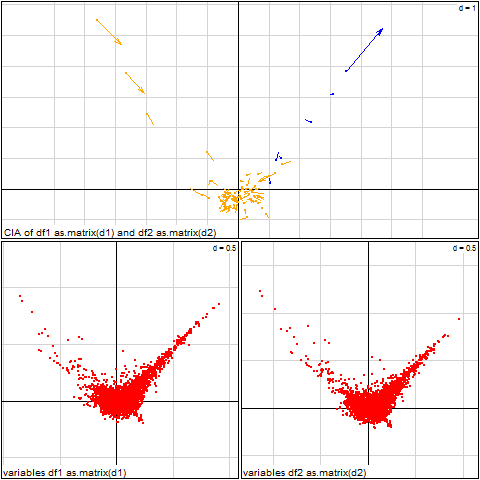 d = 1
CIA of df1 as.matrix(d1) and df2 as.matrix(d2)
d = 0.5
d = 0.5
variables df1 as.matrix(d1)
variables df2 as.matrix(d2)